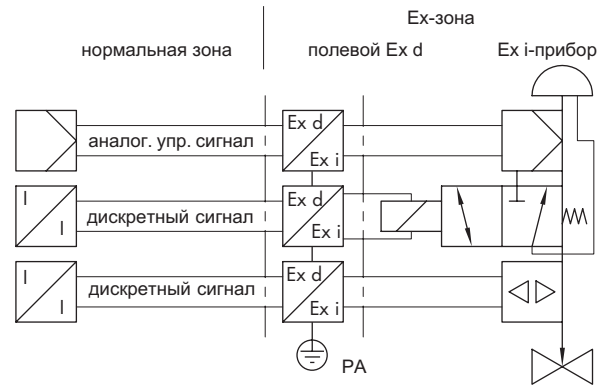 Ex-зона
нормальная зона
полевой Ex d
Ex i-прибор
аналог. упр. сигнал
Ex d
Ex i
I
I
дискретный сигнал
Ex d
Ex i
I
I
дискретный сигнал
Ex d
Ex i
PA